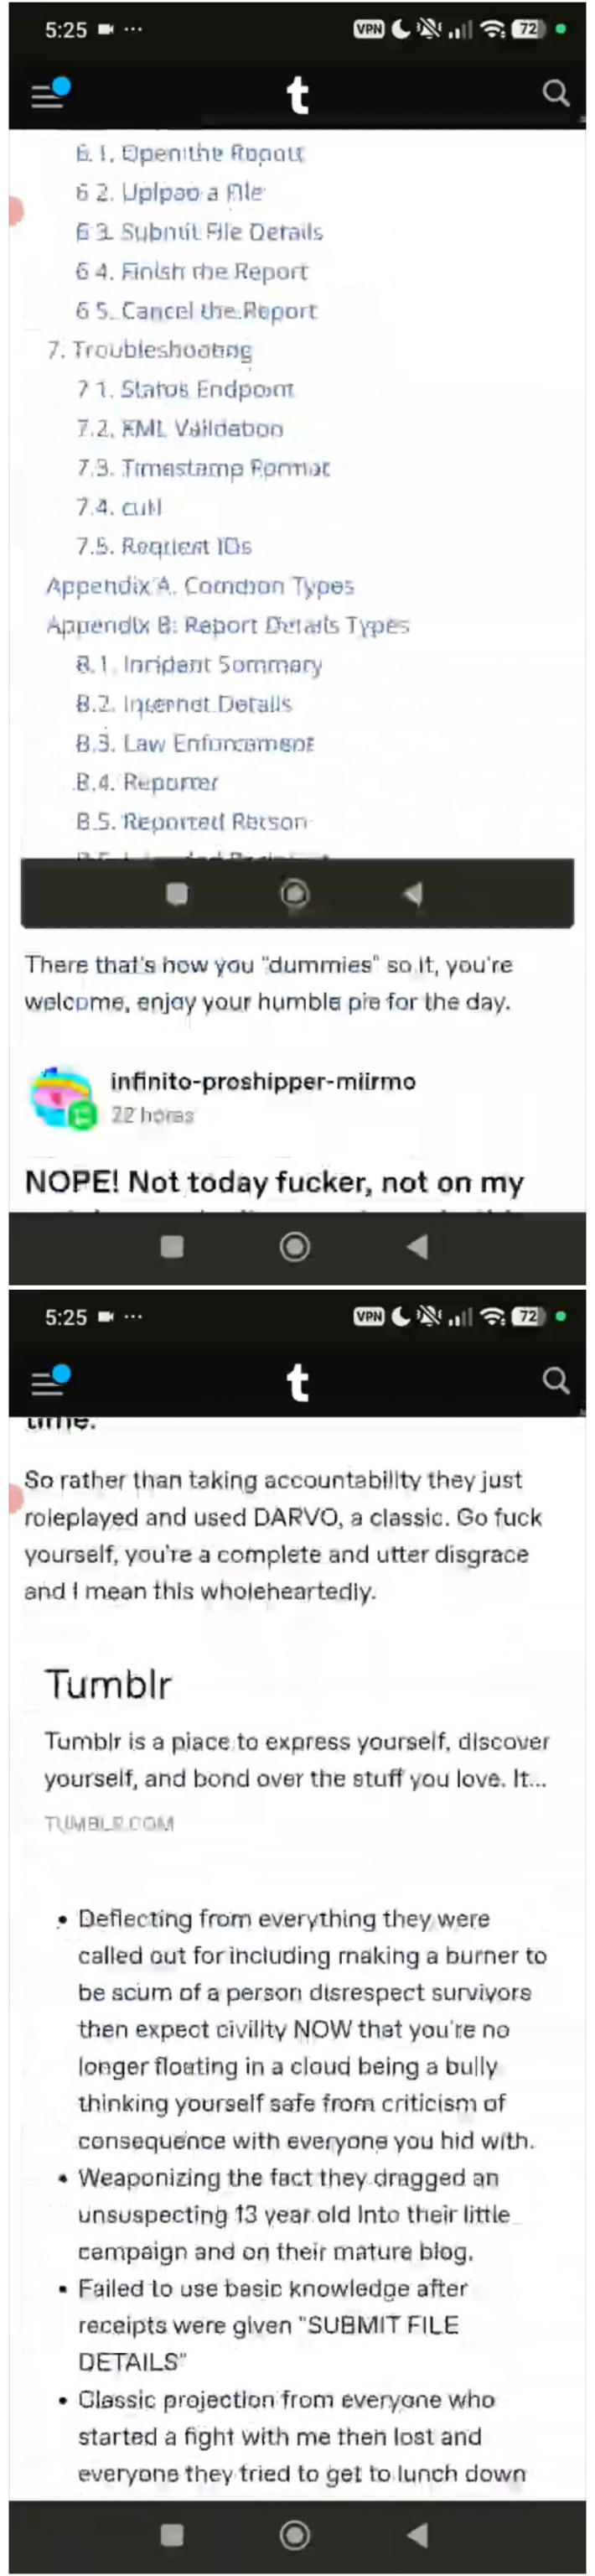 5:25
VPN
72
t
6.1. Open the Report
6 2. Upload a File
6 3. Submit File Details
6 4. Finish the Report
6 5. Cancel the Report
7. Troubleshooting
7 1. Status Endpoint
7.2. XML Validation
7.3. Timestamp Format
7.4. curl
7.5. Request IDs
Appendix A. Common Types
Appendix B: Report Details Types
B.1. Incident Summary
B.2. Internet Details
B.3. Law Enforcement
B.4. Reporter
B.5. Reported Person
There that's how you "dummies" so it, you're
welcome, enjoy your humble pie for the day.
infinito-proshipper-miirmo
22 horas
NOPE! Not today fucker, not on my
5:25
VPN
72
t
time.
So rather than taking accountability they just
roleplayed and used DARVO, a classic. Go fuck
yourself, you're a complete and utter disgrace
and I mean this wholeheartedly.
Tumblr
Tumblr is a place to express yourself, discover
yourself, and bond over the stuff you love. It...
TUMBLR.COM
• Deflecting from everything they were
called out for including making a burner to
be scum of a person disrespect survivors
then expect civility NOW that you're no
longer floating in a cloud being a bully
thinking yourself safe from criticism of
consequence with everyone you hid with.
• Weaponizing the fact they dragged an
unsuspecting 13 year old into their little
campaign and on their mature blog.
• Failed to use basic knowledge after
receipts were given "SUBMIT FILE
DETAILS"
• Classic projection from everyone who
started a fight with me then lost and
everyone they tried to get to lunch down